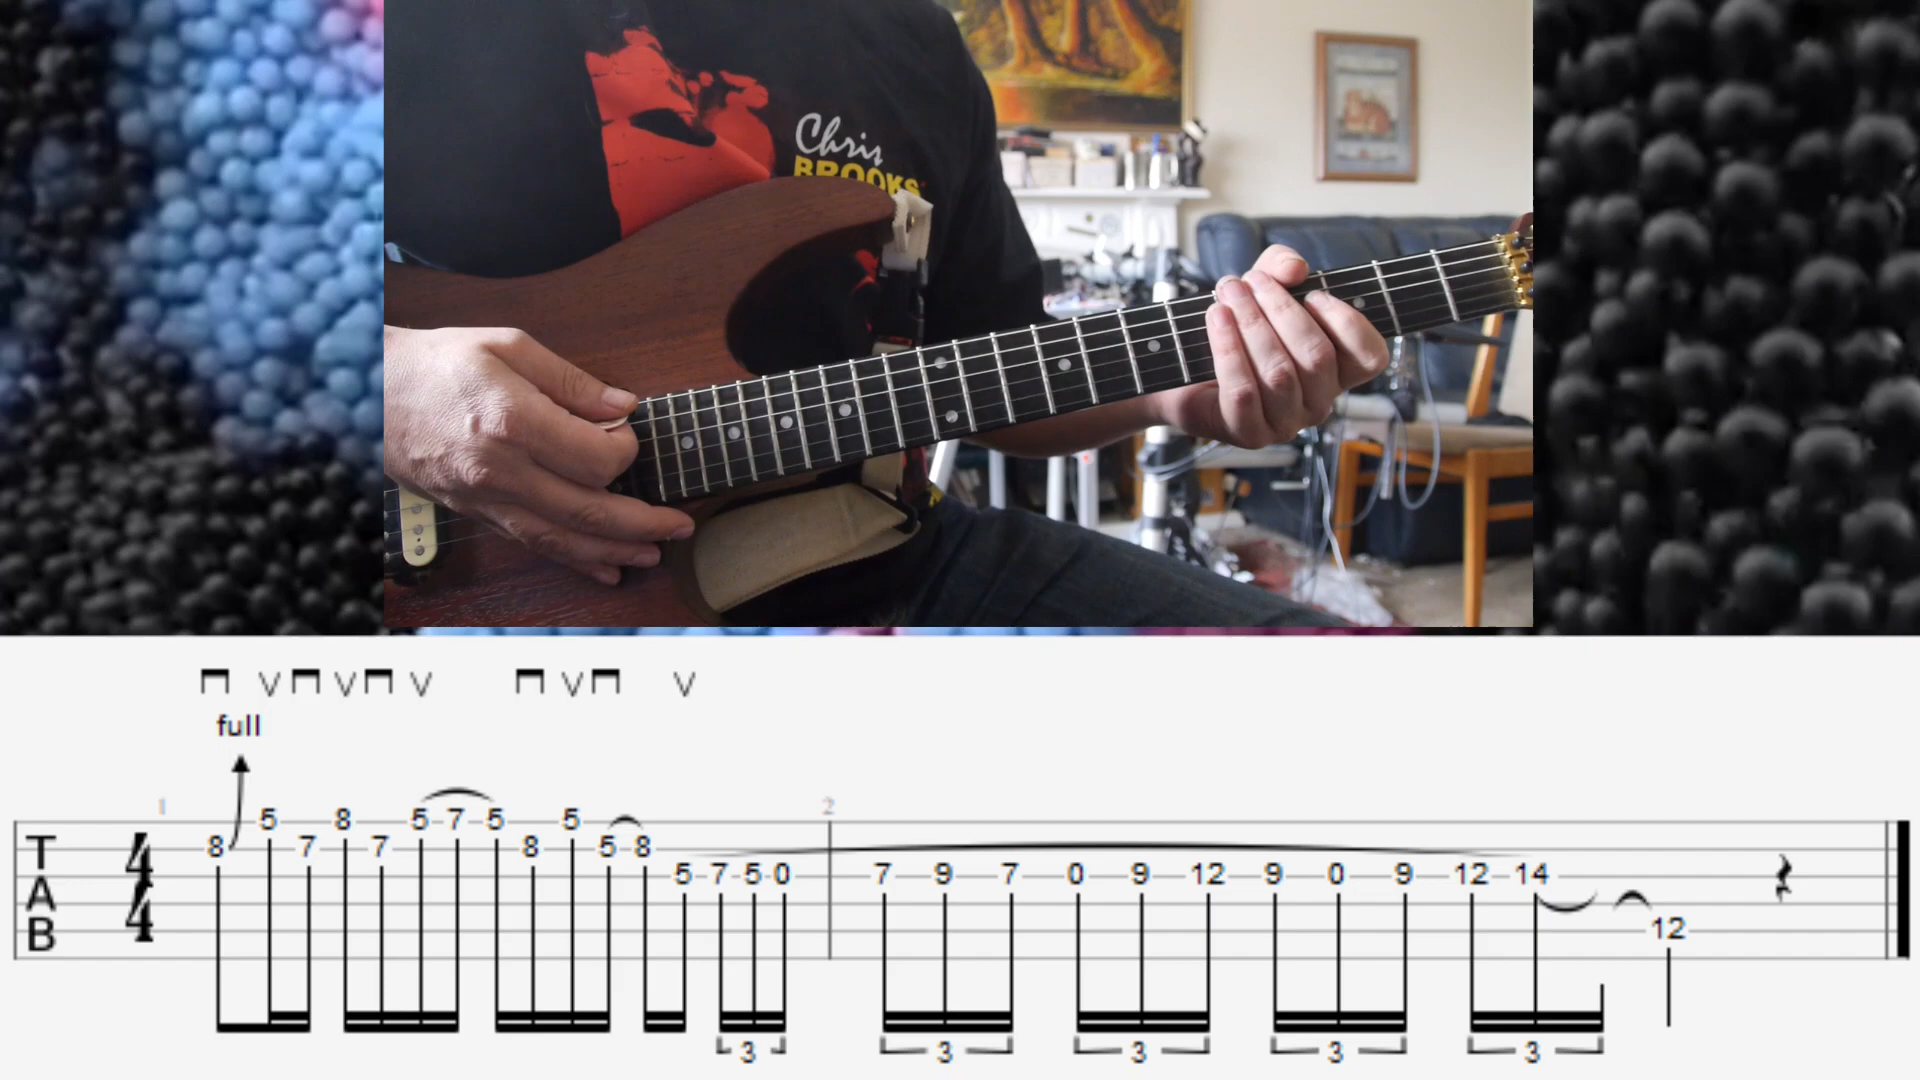 Chris
BROOKS
full
1 2
5 8 5 7 5 5
T 4 8 7 7 8 5 8
A 5 7 5 0 7 9 7 0 9 12 9 0 9 12 14
4
B 12
3 3 3 3 3